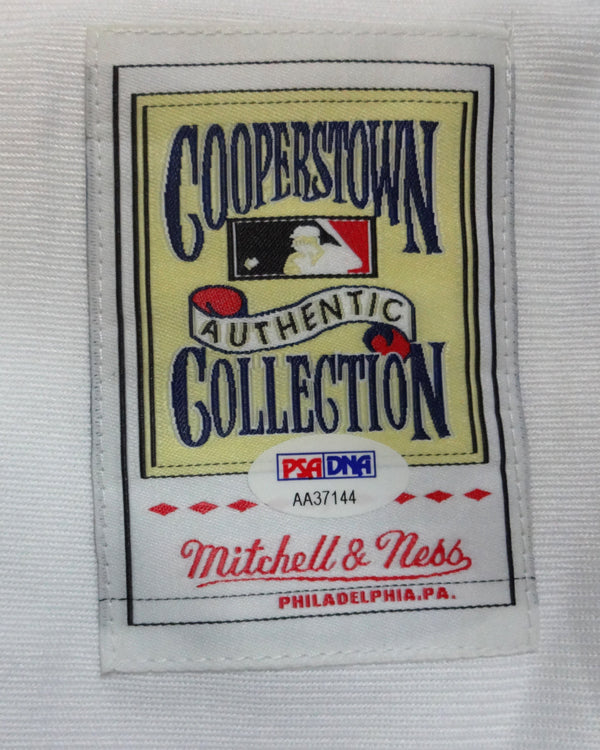 COOPERSTOWN
AUTHENTIC
COLLECTION
PSA DNA
AA37144
Mitchell & Ness
PHILADELPHIA, PA.